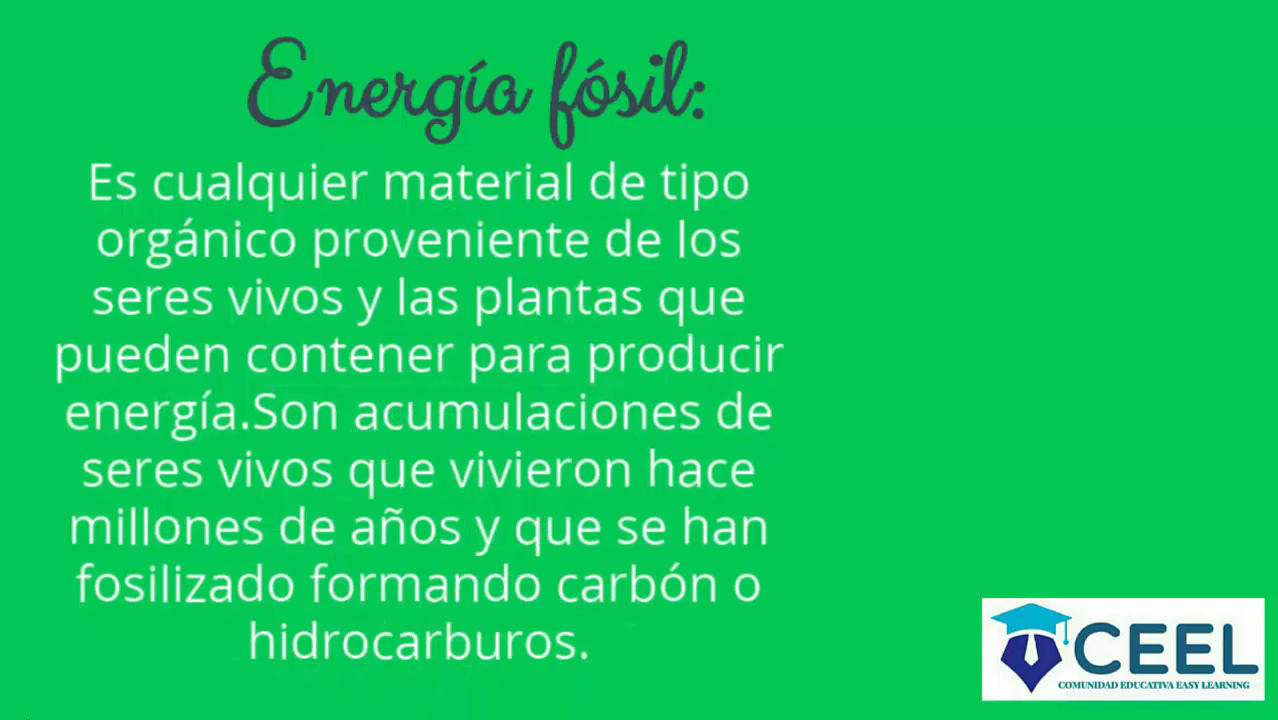 Energía fósil:
Es cualquier material de tipo
orgánico proveniente de los
seres vivos y las plantas que
pueden contener para producir
energía.Son acumulaciones de
seres vivos que vivieron hace
millones de años y que se han
fosilizado formando carbón o
hidrocarburos.
CEEL
COMUNIDAD EDUCATIVA EASY LEARNING